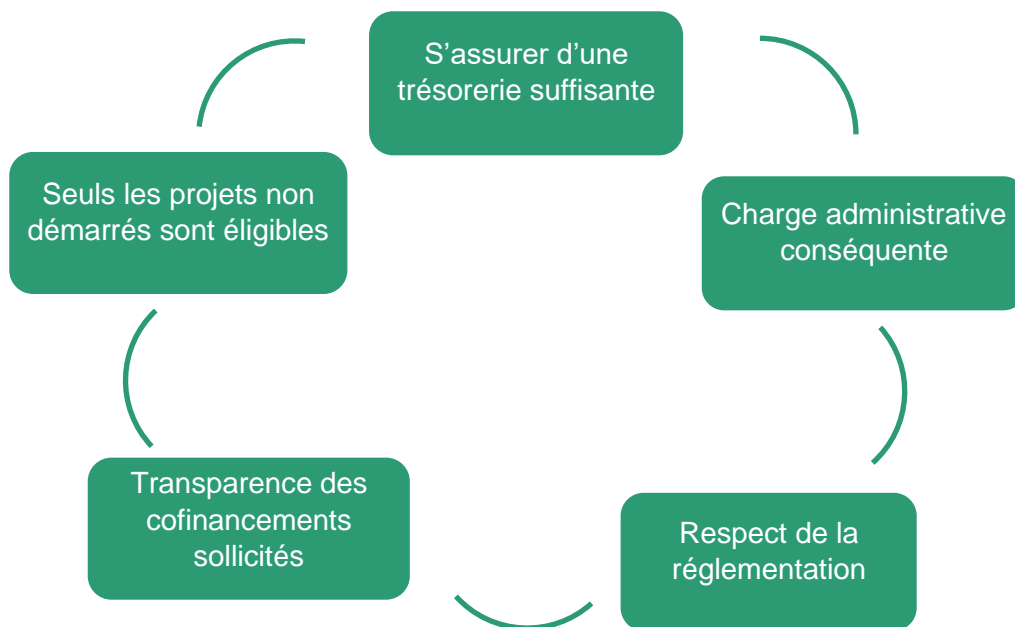 S’assurer d’une
trésorerie suffisante
Charge administrative
conséquente
Respect de la
réglementation
Transparence des
cofinancements
sollicités
Seuls les projets non
démarrés sont éligibles